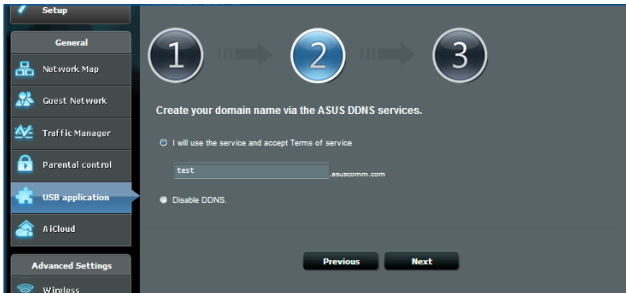 Setup
General
Network Map
Guest Network
Traffic Manager
Parental control
USB application
AiCloud
Advanced Settings
Wireless
1
2
3
Create your domain name via the ASUS DDNS services.
I will use the service and accept Terms of service
test .asuscomm.com
Disable DDNS.
Previous Next